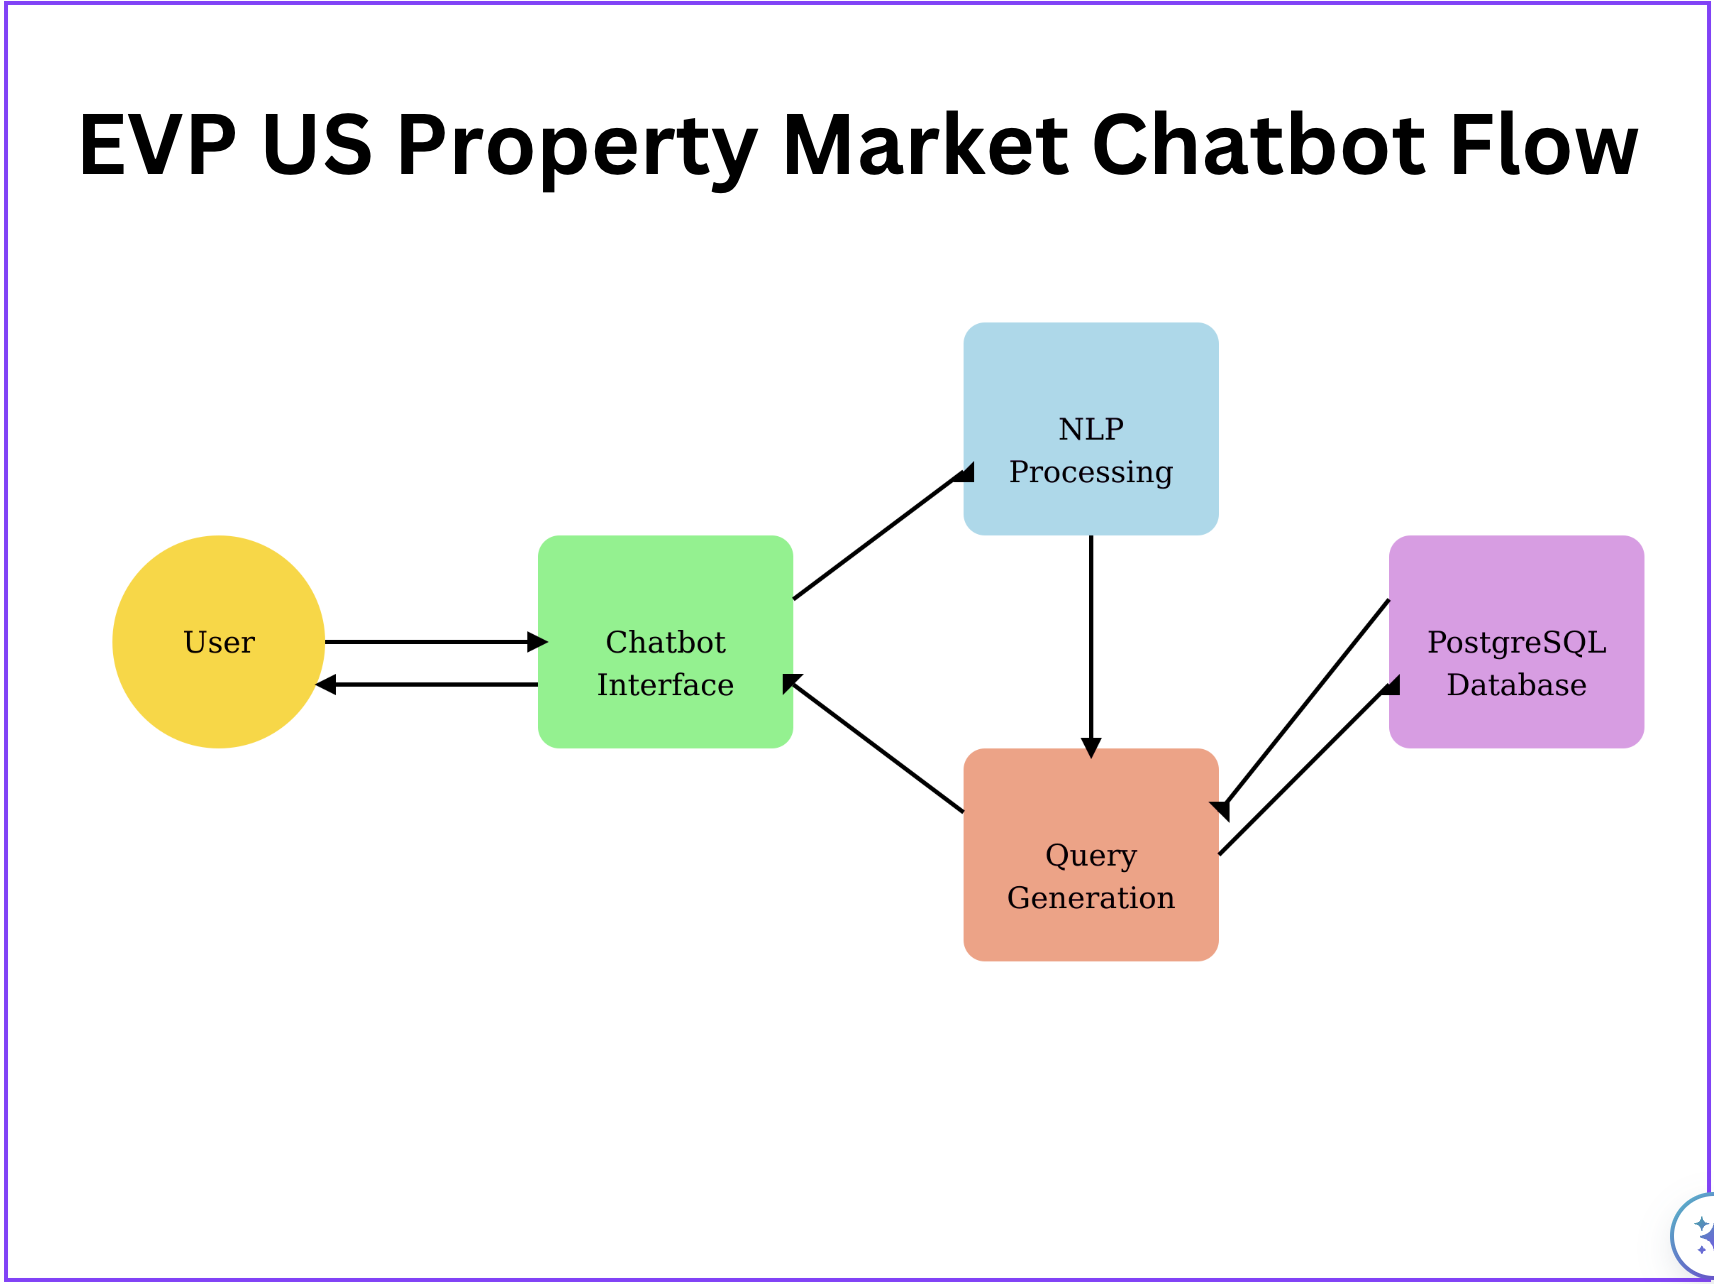 EVP US Property Market Chatbot Flow
NLP
Processing
User
Chatbot
Interface
PostgreSQL
Database
Query
Generation